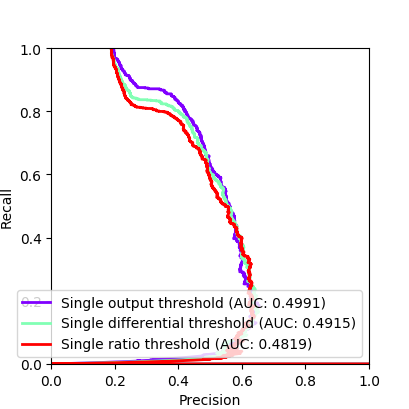 1.0
0.8
0.6
0.4
0.2
0.0
Recall
Single output threshold (AUC: 0.4991)
Single differential threshold (AUC: 0.4915)
Single ratio threshold (AUC: 0.4819)
0.0 0.2 0.4 0.6 0.8 1.0
Precision